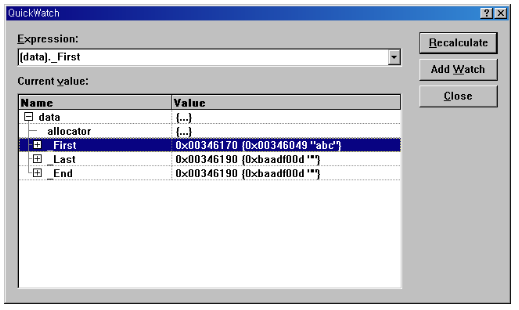 QuickWatch
Expression:
(data)._First
Recalculate
Add Watch
Close
Current value:
Name Value
data {...}
allocator {...}
_First 0x00346170 {0x00346049 "abc"}
_Last 0x00346190 {0xbaadf00d ""}
_End 0x00346190 {0xbaadf00d ""}